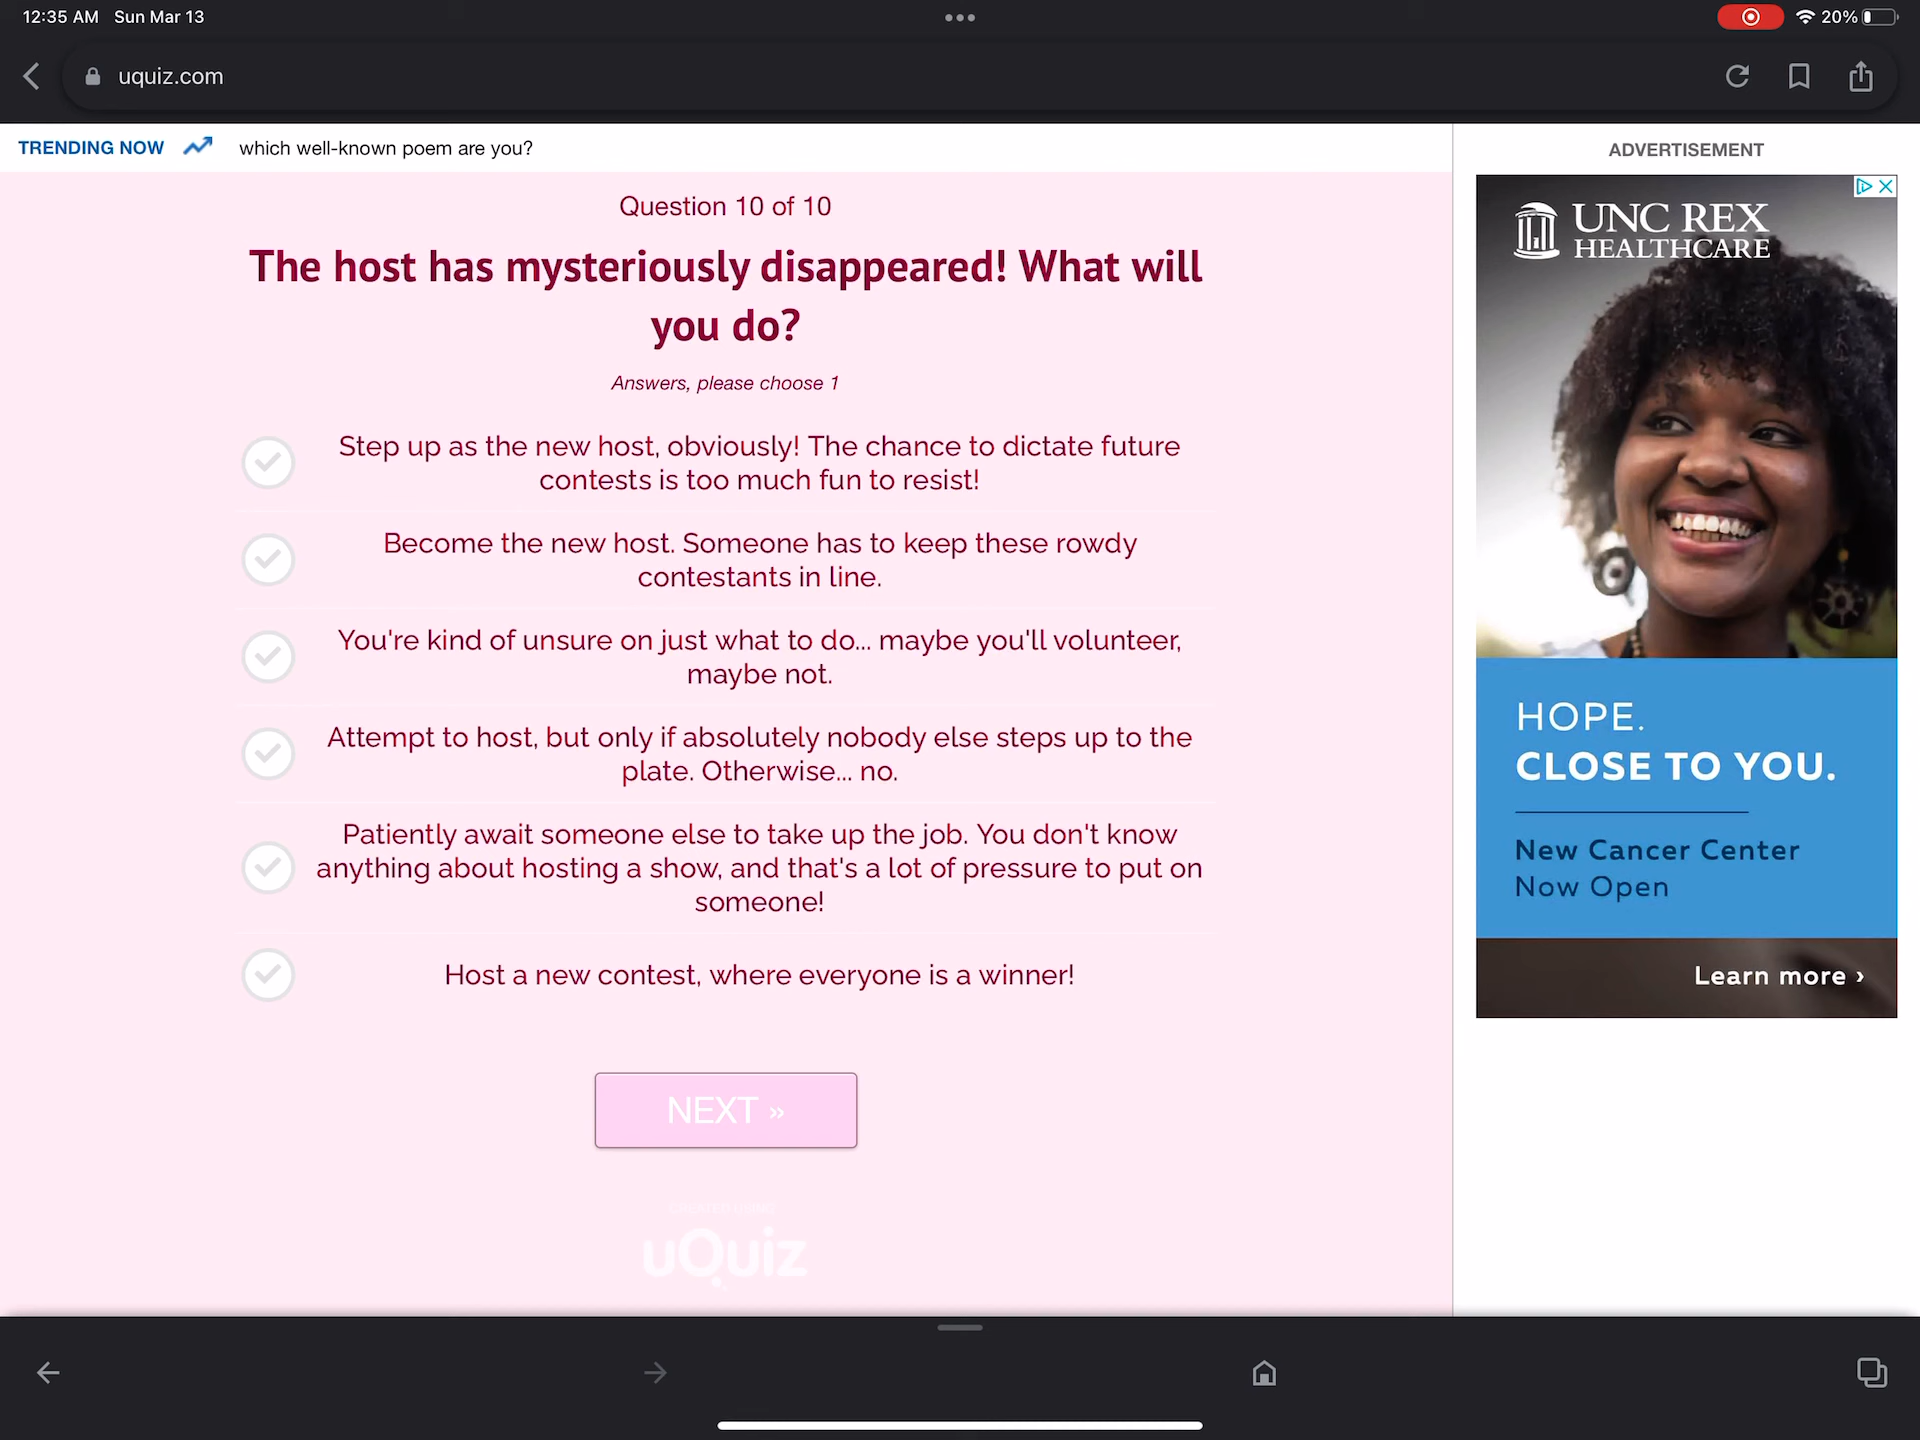 12:35 AM Sun Mar 13
20%
uquiz.com
TRENDING NOW which well-known poem are you?
Question 10 of 10
The host has mysteriously disappeared! What will
you do?
Answers, please choose 1
Step up as the new host, obviously! The chance to dictate future
contests is too much fun to resist!
Become the new host. Someone has to keep these rowdy
contestants in line.
You're kind of unsure on just what to do... maybe you'll volunteer,
maybe not.
Attempt to host, but only if absolutely nobody else steps up to the
plate. Otherwise... no.
Patiently await someone else to take up the job. You don't know
anything about hosting a show, and that's a lot of pressure to put on
someone!
Host a new contest, where everyone is a winner!
NEXT »
uQuiz
ADVERTISEMENT
UNC REX
HEALTHCARE
HOPE.
CLOSE TO YOU.
New Cancer Center
Now Open
Learn more ›